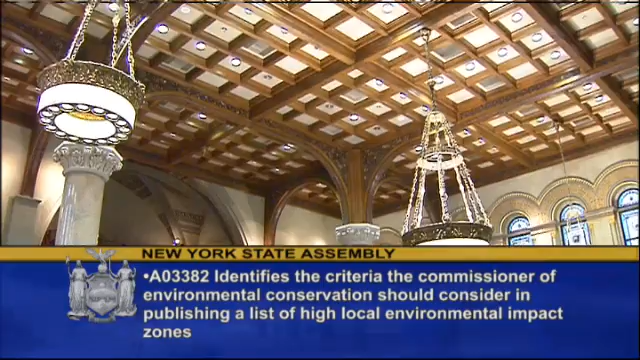 NEW YORK STATE ASSEMBLY
•A03382 Identifies the criteria the commissioner of
environmental conservation should consider in
publishing a list of high local environmental impact
zones